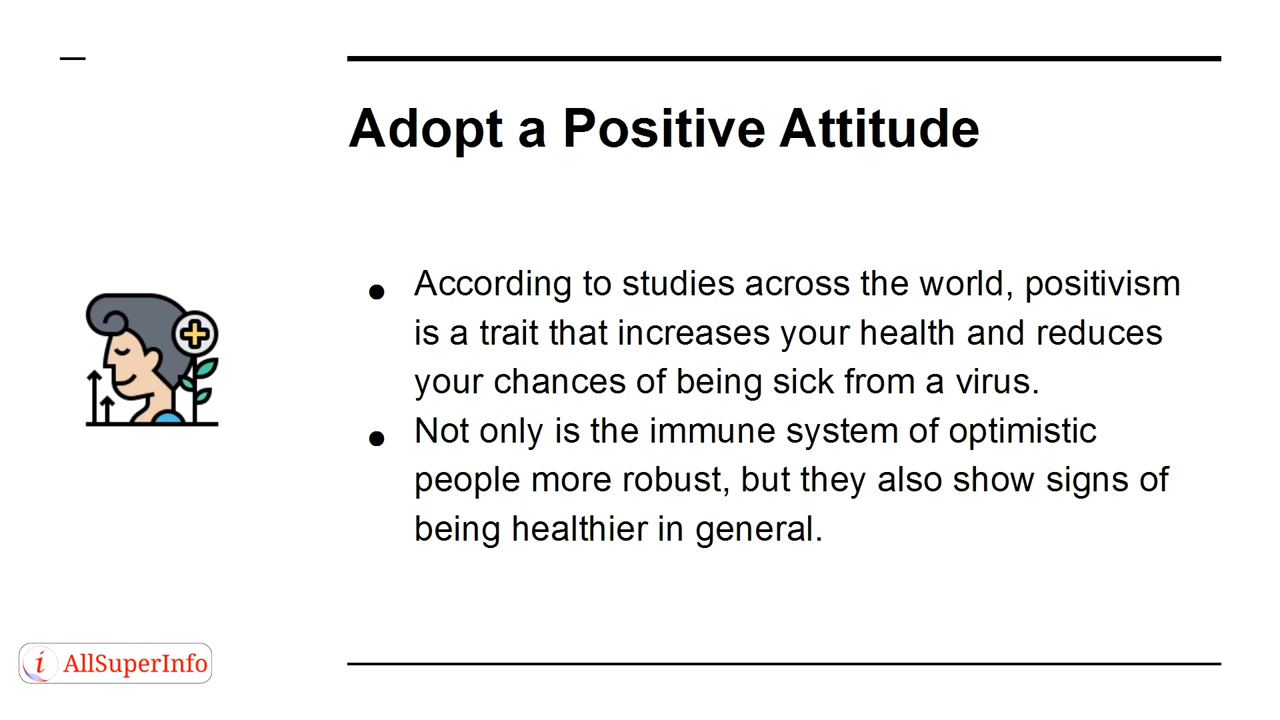 Adopt a Positive Attitude
● According to studies across the world, positivism
is a trait that increases your health and reduces
your chances of being sick from a virus.
● Not only is the immune system of optimistic
people more robust, but they also show signs of
being healthier in general.
i AllSuperInfo